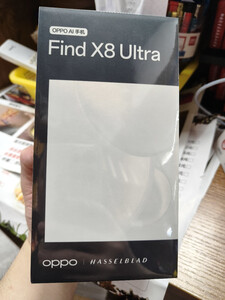 OPPO AI 手机
Find X8 Ultra
oppo | HASSELBLAD